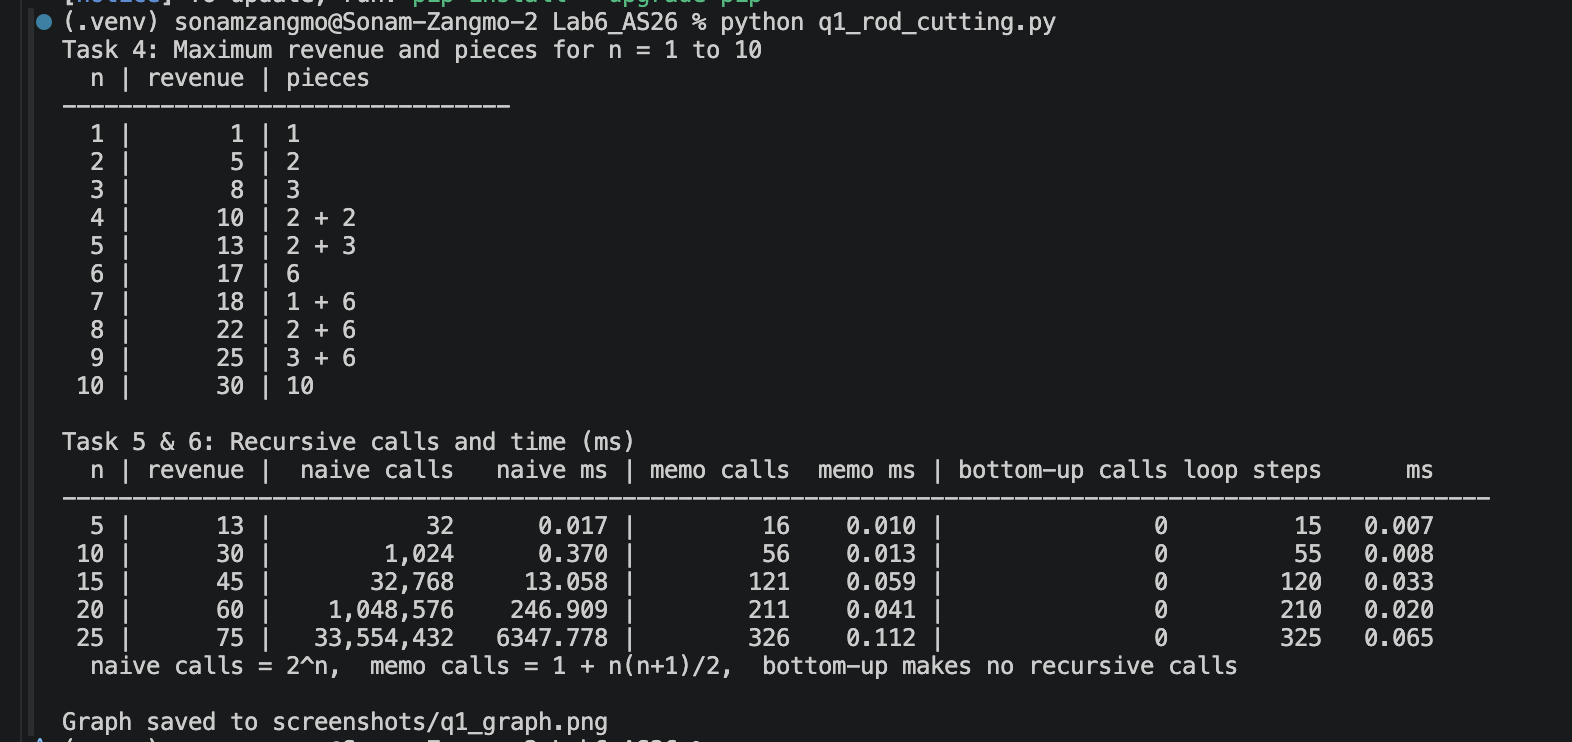 [notice] To update, run: pip install --upgrade pip
(.venv) sonamzangmo@Sonam-Zangmo-2 Lab6_AS26 % python q1_rod_cutting.py
Task 4: Maximum revenue and pieces for n = 1 to 10
n | revenue | pieces
--------------------------------
1 | 1 | 1
2 | 5 | 2
3 | 8 | 3
4 | 10 | 2 + 2
5 | 13 | 2 + 3
6 | 17 | 6
7 | 18 | 1 + 6
8 | 22 | 2 + 6
9 | 25 | 3 + 6
10 | 30 | 10
Task 5 & 6: Recursive calls and time (ms)
n | revenue | naive calls naive ms | memo calls memo ms | bottom-up calls loop steps ms
------------------------------------------------------------------------------------------------------
5 | 13 | 32 0.017 | 16 0.010 | 0 15 0.007
10 | 30 | 1,024 0.370 | 56 0.013 | 0 55 0.008
15 | 45 | 32,768 13.058 | 121 0.059 | 0 120 0.033
20 | 60 | 1,048,576 246.909 | 211 0.041 | 0 210 0.020
25 | 75 | 33,554,432 6347.778 | 326 0.112 | 0 325 0.065
naive calls = 2^n, memo calls = 1 + n(n+1)/2, bottom-up makes no recursive calls
Graph saved to screenshots/q1_graph.png